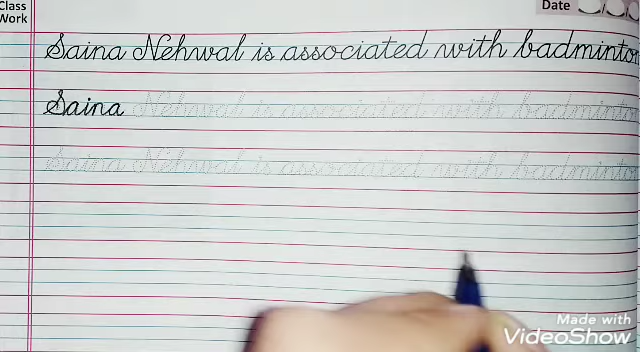 Class
Work
Date
Saina Nehwal is associated with badminton
Saina Nehwal is associated with badminton
Saina Nehwal is associated with badminton
Made with
VideoShow